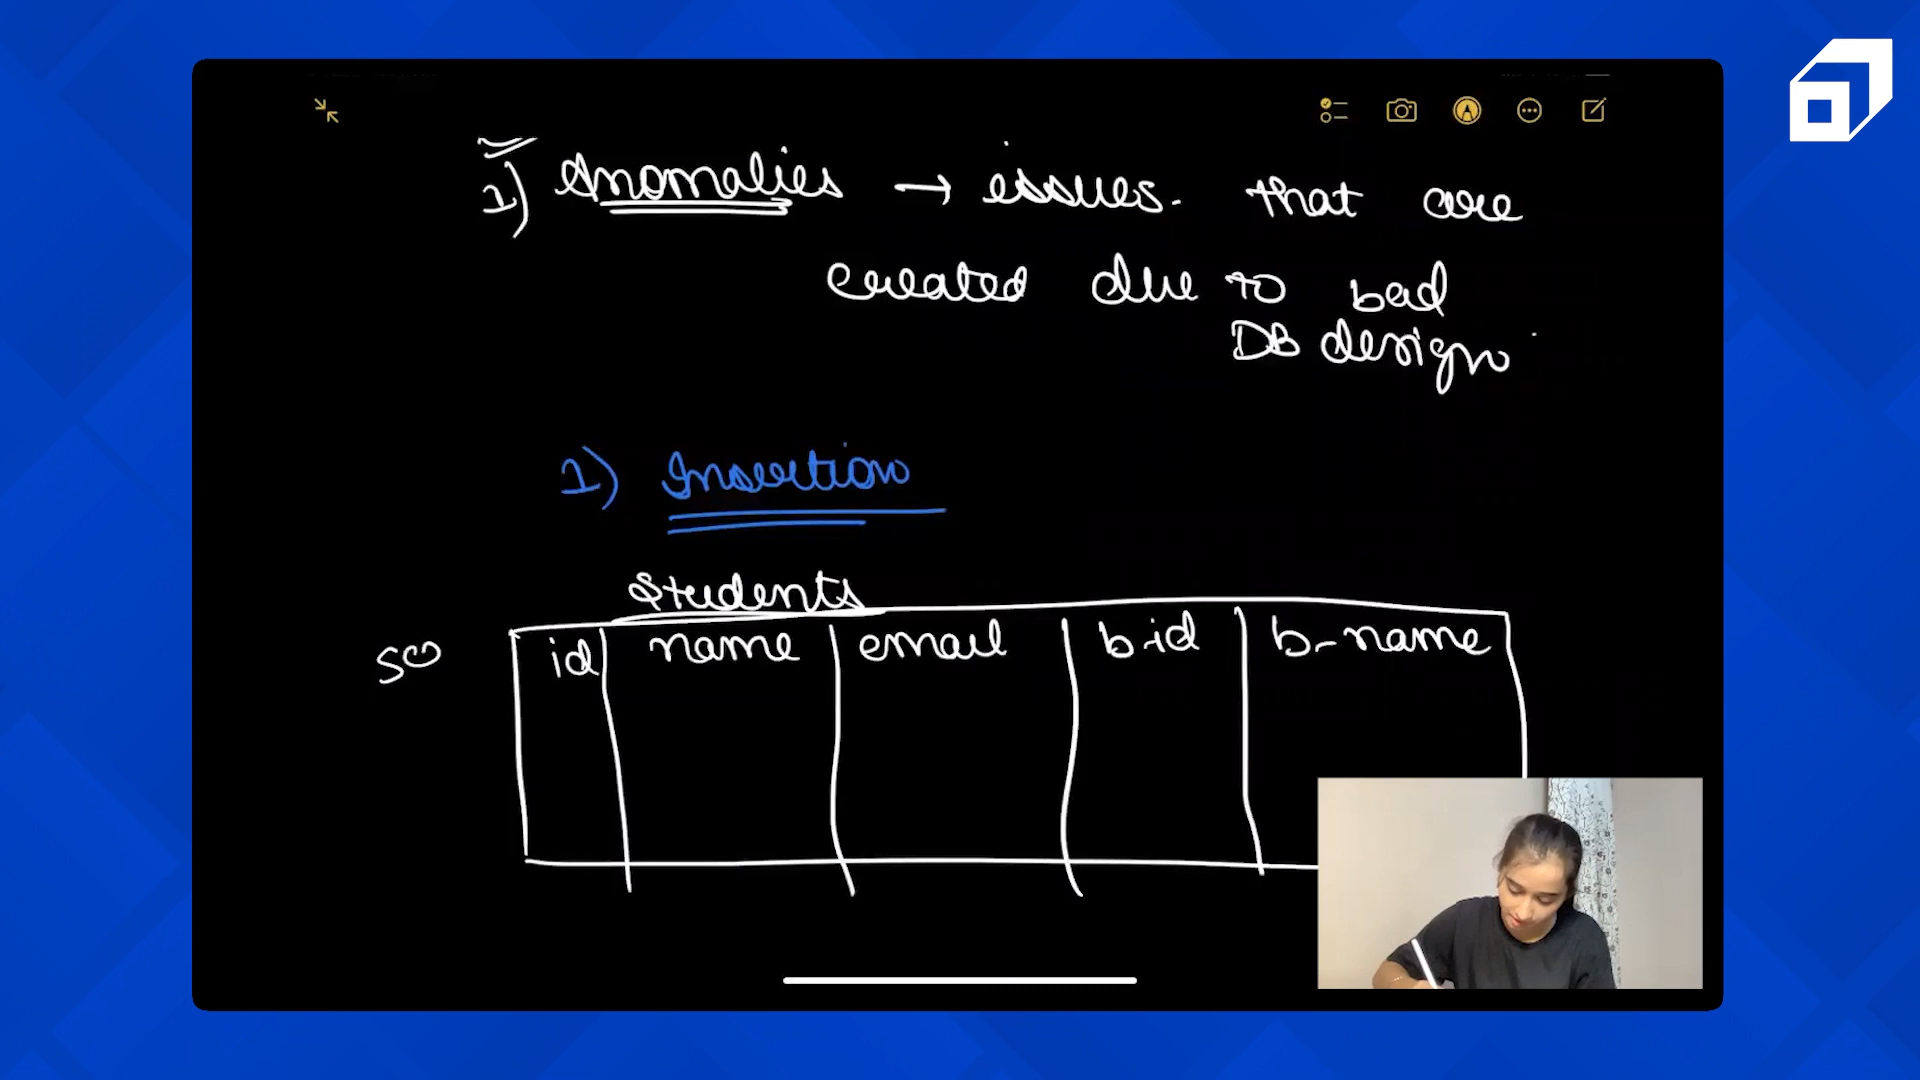 1) Anomalies → issues. that are
created due to bad
DB design
1) Insertion
Students
50 id name email b-id b-name